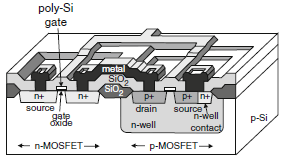 poly-Si
gate
metal
SiO2
SiO2
n+ n+ p+ p+ n+
source drain source
gate
oxide
n-well
contact
n-well
p-Si
n-MOSFET p-MOSFET